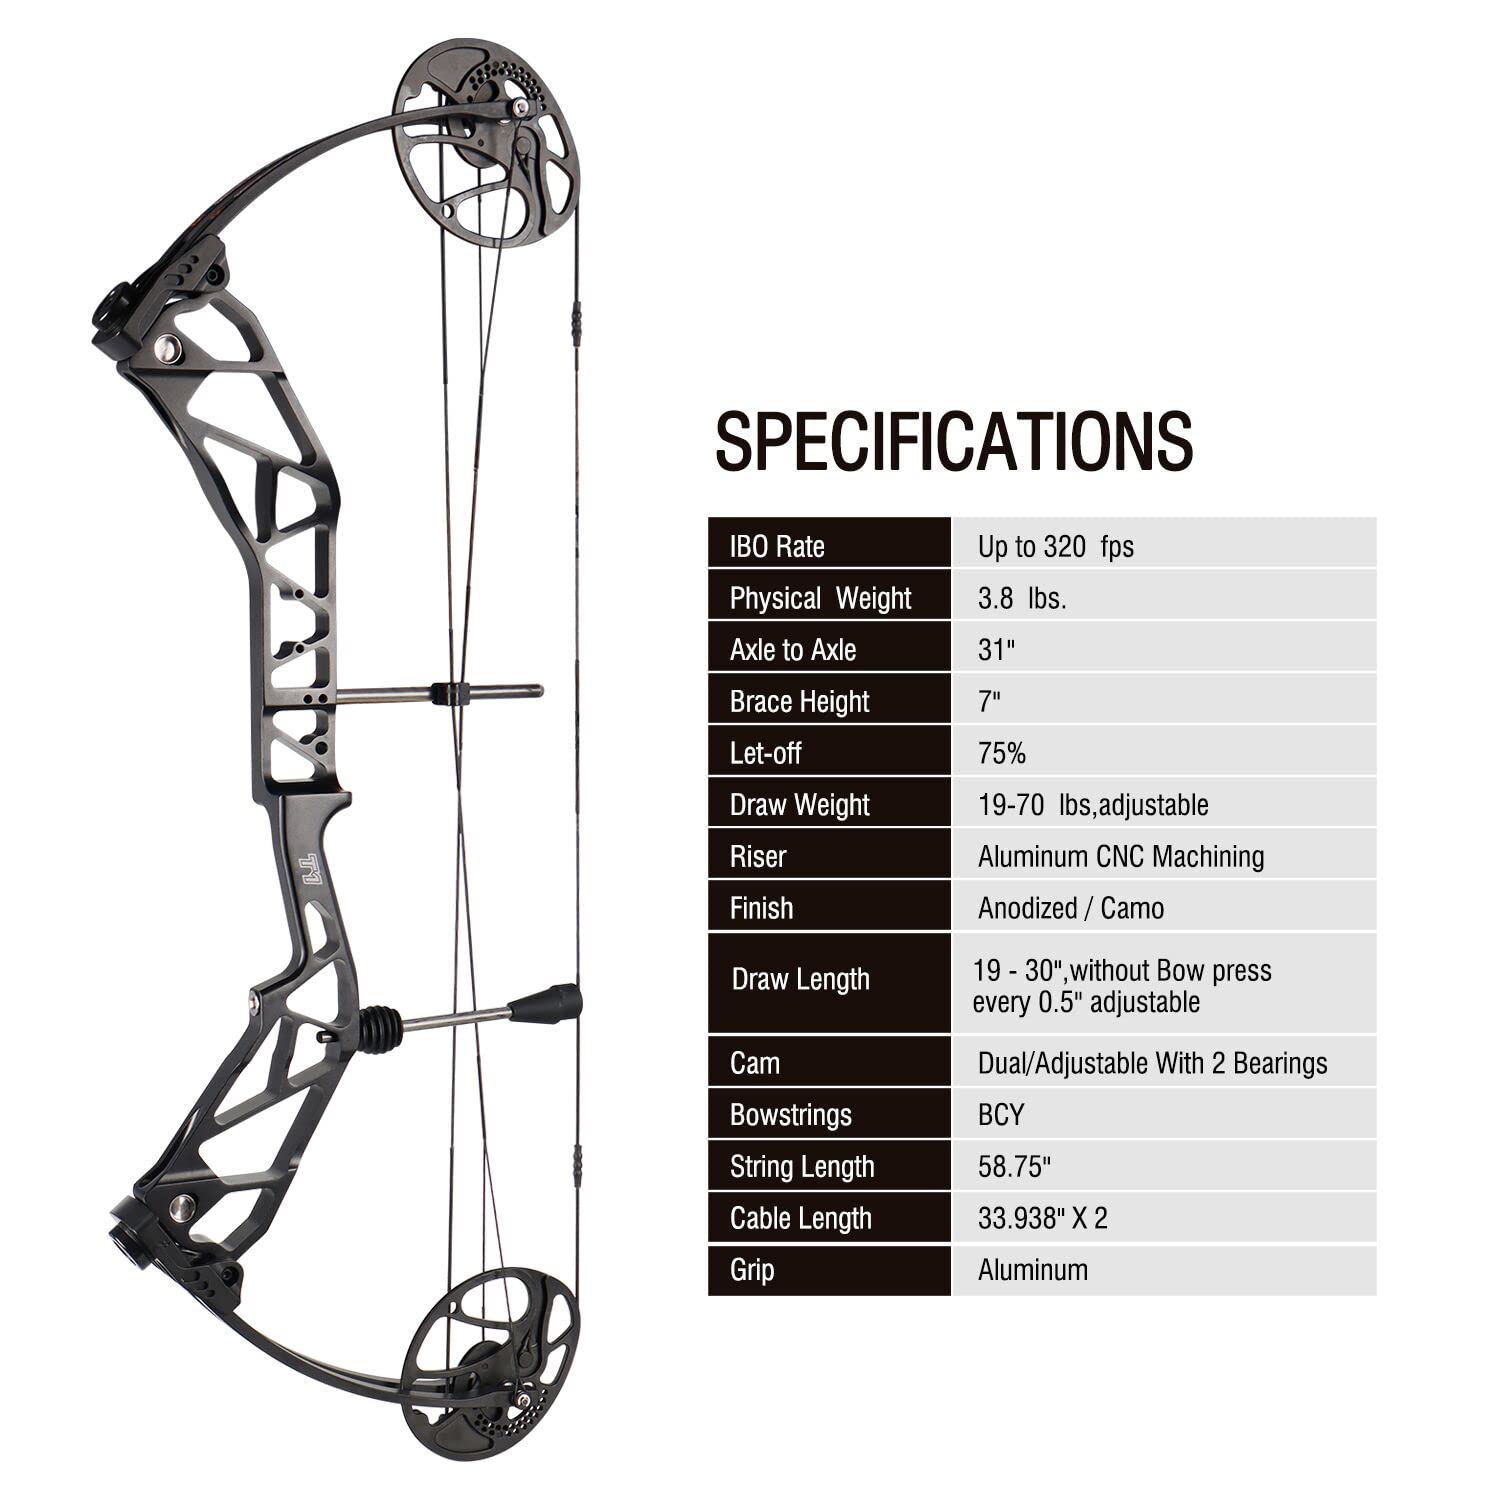 SPECIFICATIONS
IBO Rate Up to 320 fps
Physical Weight 3.8 lbs.
Axle to Axle 31"
Brace Height 7"
Let-off 75%
Draw Weight 19-70 lbs,adjustable
Riser Aluminum CNC Machining
Finish Anodized / Camo
Draw Length 19 - 30",without Bow press
every 0.5" adjustable
Cam Dual/Adjustable With 2 Bearings
Bowstrings BCY
String Length 58.75"
Cable Length 33.938" X 2
Grip Aluminum